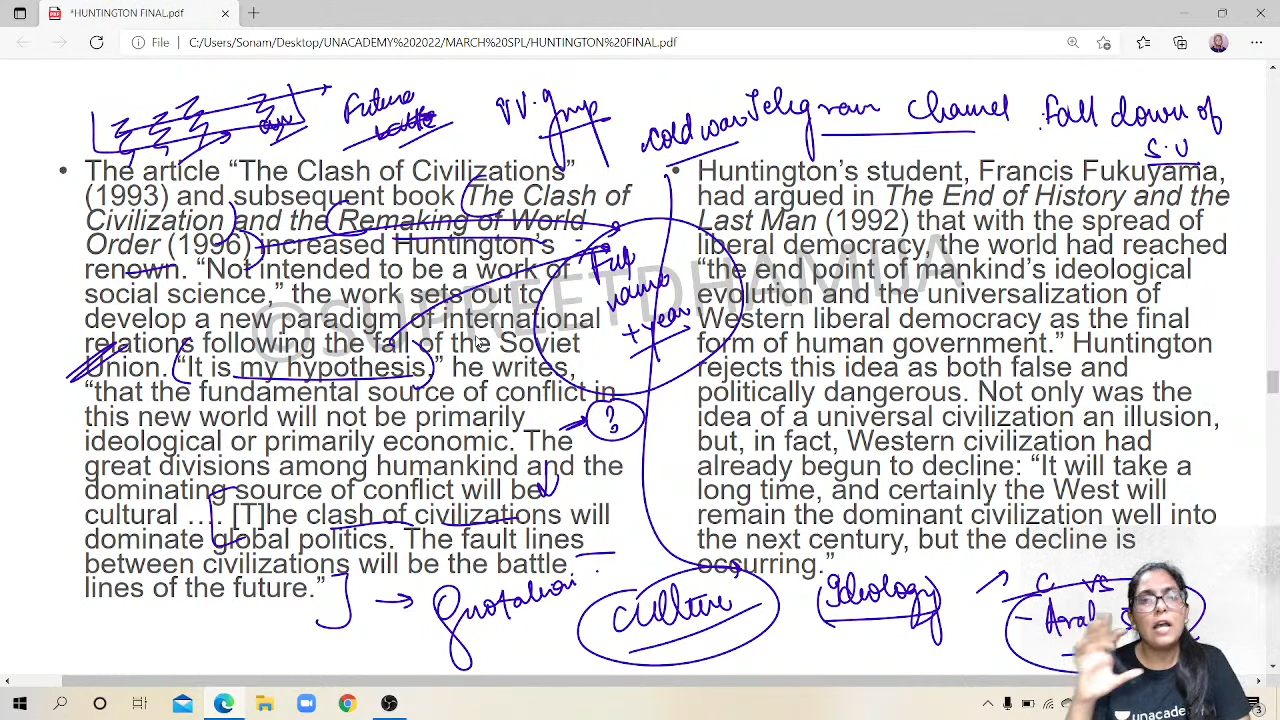 *HUNTINGTON FINAL.pdf
File
C:/Users/Sonam/Desktop/UNACADEMY%202022/MARCH%20SPL/HUNTINGTON%20FINAL.pdf
Future
cold war Telegram channel fall down of
S.U
• The article “The Clash of Civilizations”
(1993) and subsequent book The Clash of
Civilization and the Remaking of World
Order (1996) increased Huntington’s
renown. “Not intended to be a work of
social science,” the work sets out to
develop a new paradigm of international
relations following the fall of the Soviet
Union. “It is my hypothesis,” he writes,
“that the fundamental source of conflict in
this new world will not be primarily
ideological or primarily economic. The
great divisions among humankind and the
dominating source of conflict will be
cultural …. [T]he clash of civilizations will
dominate global politics. The fault lines
between civilizations will be the battle
lines of the future.”
Quotation
name
+ year
?
• Huntington’s student, Francis Fukuyama,
had argued in The End of History and the
Last Man (1992) that with the spread of
liberal democracy, the world had reached
“the end point of mankind’s ideological
evolution and the universalization of
Western liberal democracy as the final
form of human government.” Huntington
rejects this idea as both false and
politically dangerous. Not only was the
idea of a universal civilization an illusion,
but, in fact, Western civilization had
already begun to decline: “It will take a
long time, and certainly the West will
remain the dominant civilization well into
the next century, but the decline is
occurring.”
Culture
(Ideology)
C vs
@SUPREETDHAMIJA
unacade
3